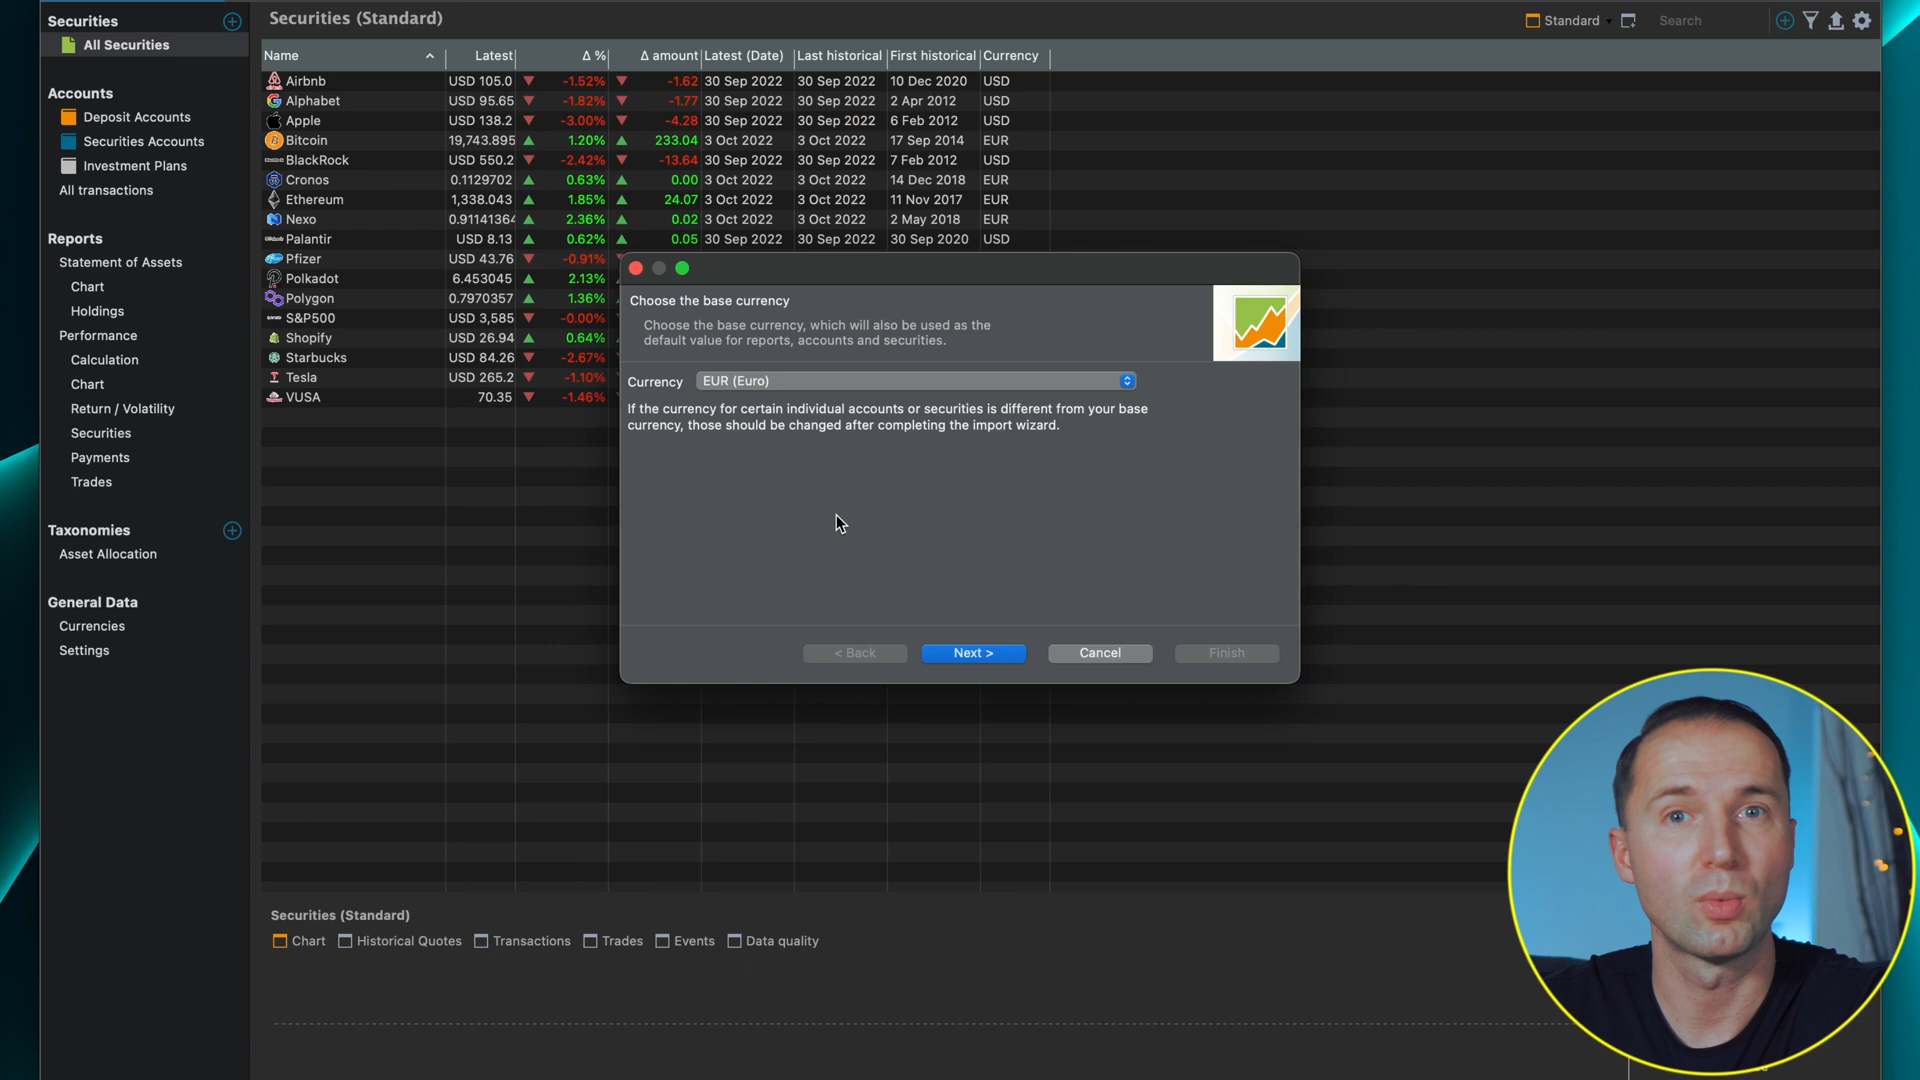 Securities
All Securities
Accounts
Deposit Accounts
Securities Accounts
Investment Plans
All transactions
Reports
Statement of Assets
Chart
Holdings
Performance
Calculation
Chart
Return / Volatility
Securities
Payments
Trades
Taxonomies
Asset Allocation
General Data
Currencies
Settings
Securities (Standard)
Standard
Search
Name Latest Δ % Δ amount Latest (Date) Last historical First historical Currency
Airbnb USD 105.0 -1.52% -1.62 30 Sep 2022 30 Sep 2022 10 Dec 2020 USD
Alphabet USD 95.65 -1.82% -1.77 30 Sep 2022 30 Sep 2022 2 Apr 2012 USD
Apple USD 138.2 -3.00% -4.28 30 Sep 2022 30 Sep 2022 6 Feb 2012 USD
Bitcoin 19,743.895 1.20% 233.04 3 Oct 2022 3 Oct 2022 17 Sep 2014 EUR
BlackRock USD 550.2 -2.42% -13.64 30 Sep 2022 30 Sep 2022 7 Feb 2012 USD
Cronos 0.1129702 0.63% 0.00 3 Oct 2022 3 Oct 2022 14 Dec 2018 EUR
Ethereum 1,338.043 1.85% 24.07 3 Oct 2022 3 Oct 2022 11 Nov 2017 EUR
Nexo 0.91141364 2.36% 0.02 3 Oct 2022 3 Oct 2022 2 May 2018 EUR
Palantir USD 8.13 0.62% 0.05 30 Sep 2022 30 Sep 2022 30 Sep 2020 USD
Pfizer USD 43.76 -0.91%
Polkadot 6.453045 2.13%
Polygon 0.7970357 1.36%
S&P500 USD 3,585 -0.00%
Shopify USD 26.94 0.64%
Starbucks USD 84.26 -2.67%
Tesla USD 265.2 -1.10%
VUSA 70.35 -1.46%
Choose the base currency
Choose the base currency, which will also be used as the
default value for reports, accounts and securities.
Currency EUR (Euro)
If the currency for certain individual accounts or securities is different from your base
currency, those should be changed after completing the import wizard.
< Back Next > Cancel Finish
Securities (Standard)
Chart Historical Quotes Transactions Trades Events Data quality